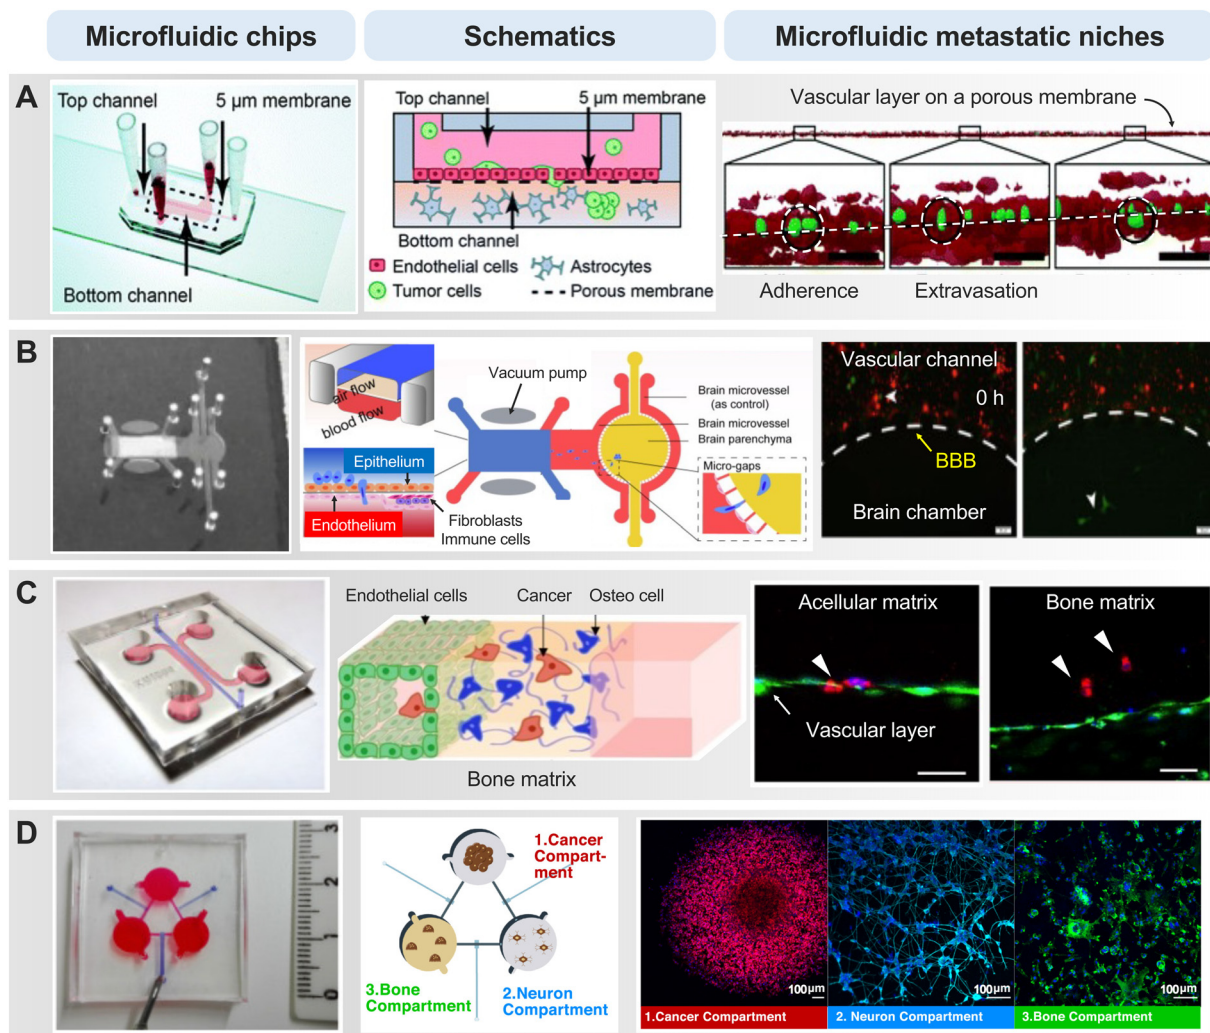 Microfluidic chips
Schematics
Microfluidic metastatic niches
A
Top channel
5 µm membrane
Bottom channel
Top channel
5 µm membrane
Bottom channel
Endothelial cells
Astrocytes
Tumor cells
Porous membrane
Vascular layer on a porous membrane
Adherence
Extravasation
B
air flow
blood flow
Vacuum pump
Epithelium
Endothelium
Fibroblasts
Immune cells
Brain microvessel
(as control)
Brain microvessel
Brain parenchyma
Micro-gaps
Vascular channel
0 h
BBB
Brain chamber
C
Endothelial cells
Cancer
Osteo cell
Bone matrix
Acellular matrix
Vascular layer
Bone matrix
D
3
2
1
0
1.Cancer
Compart-
ment
3.Bone
Compartment
2.Neuron
Compartment
100µm
1.Cancer Compartment
100µm
2. Neuron Compartment
100µm
3.Bone Compartment